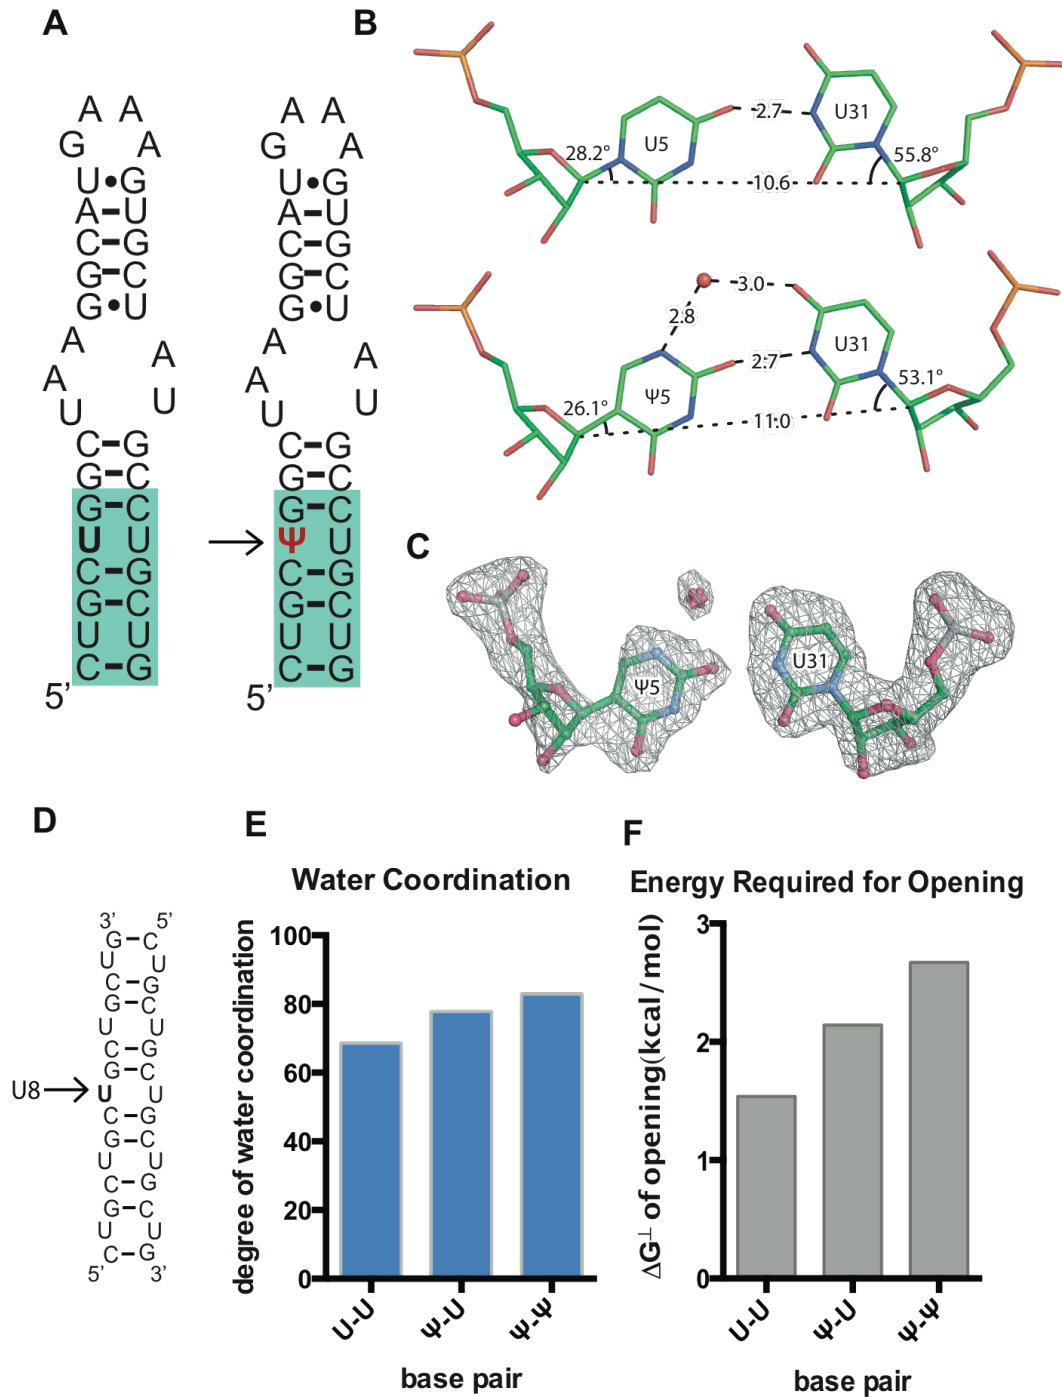 A
A A A
G A
U•G
A–U
C–G
G–C
G•U
A
A A
U U
C–G
G–C
G–C
U U
C–G
G–C
U U
C–G
5'
A A A
G A
U•G
A–U
C–G
G–C
G•U
A
A A
U U
C–G
G–C
G–C
Ψ U
C–G
G–C
U U
C–G
5'
B
U5
2.7
U31
28.2°
55.8°
10.6
3.0
2.8
U31
2.7
Ψ5
53.1°
26.1°
11.0
C
Ψ5
U31
D
3' 5'
G–C
U U
C–G
G–C
U U
C–G
G–C
U8
U U
C–G
G–C
U U
C–G
G–C
U U
C–G
5' 3'
E
Water Coordination
degree of water coordination
100
80
60
40
20
0
U-U
Ψ-U
Ψ-Ψ
base pair
F
Energy Required for Opening
ΔG⊥ of opening(kcal/mol)
3
2
1
0
U-U
Ψ-U
Ψ-Ψ
base pair